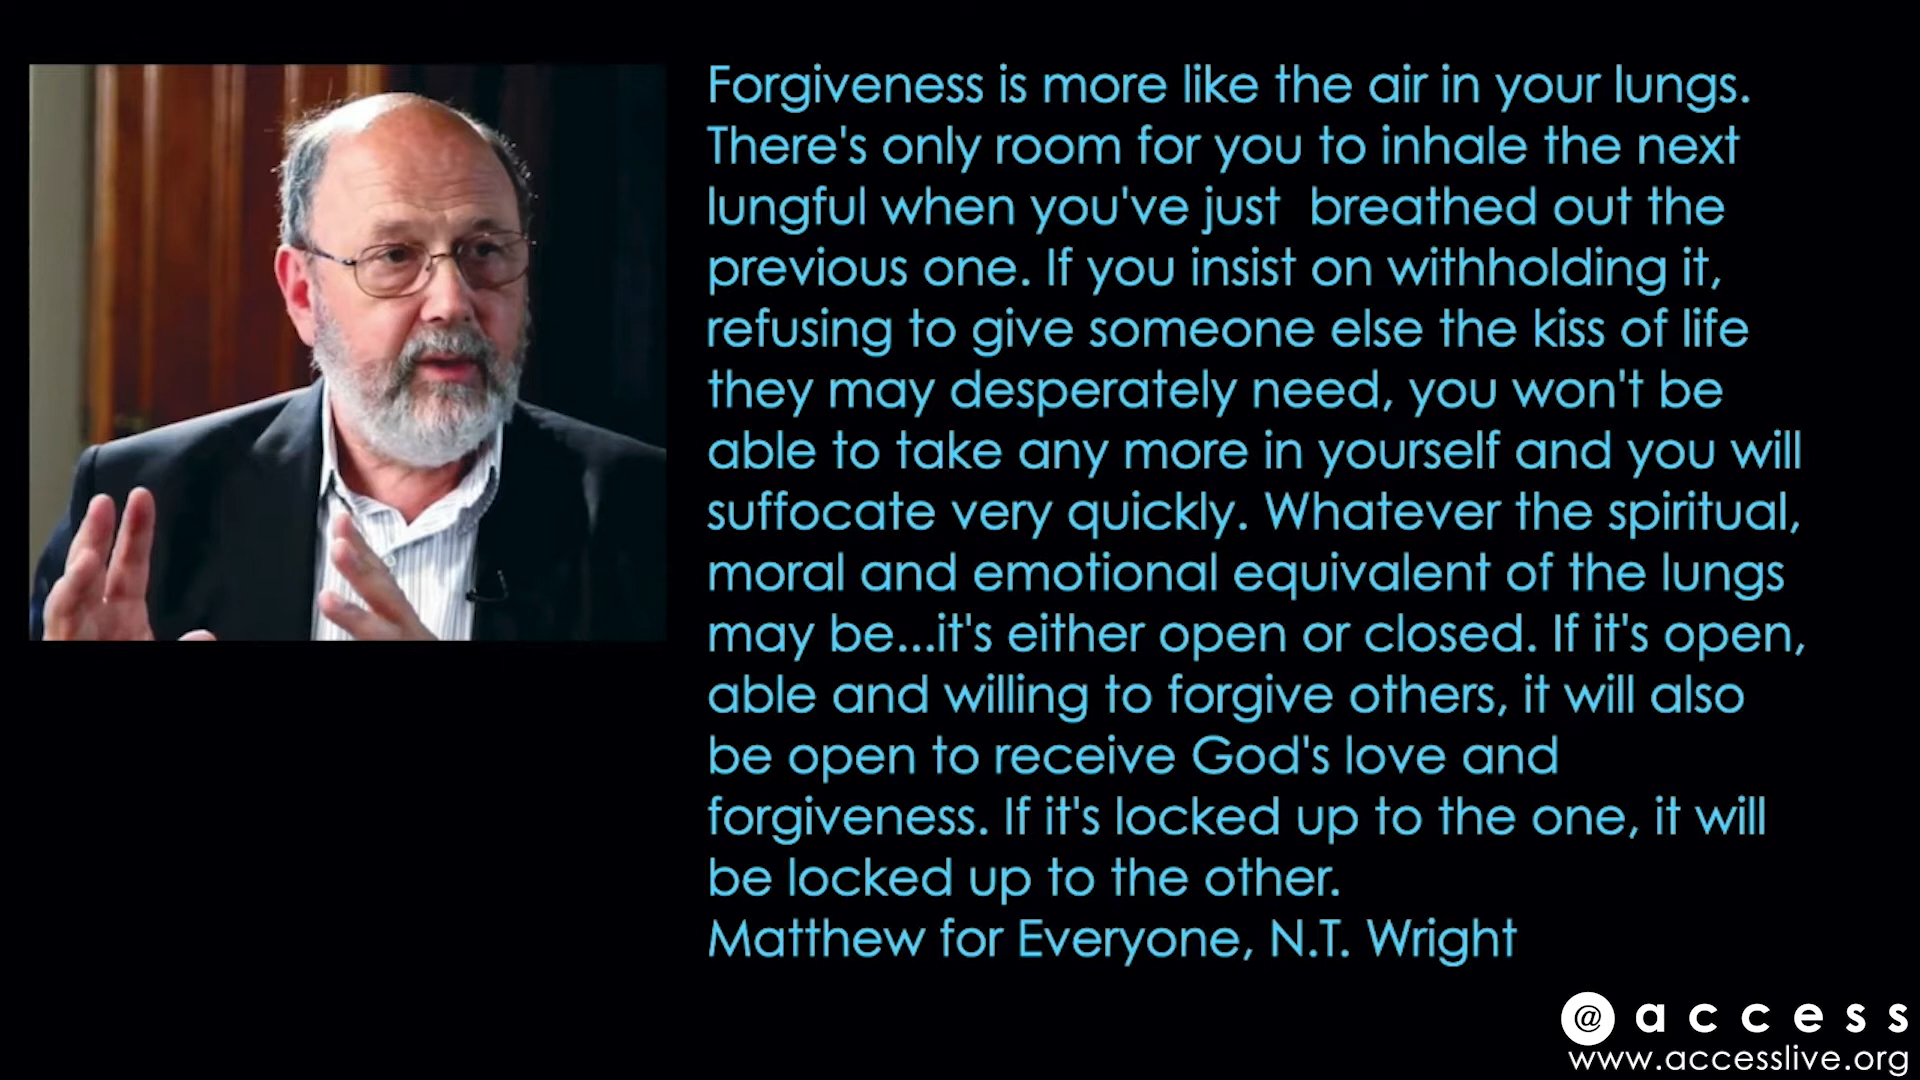 Forgiveness is more like the air in your lungs.
There's only room for you to inhale the next
lungful when you've just  breathed out the
previous one. If you insist on withholding it,
refusing to give someone else the kiss of life
they may desperately need, you won't be
able to take any more in yourself and you will
suffocate very quickly. Whatever the spiritual,
moral and emotional equivalent of the lungs
may be...it's either open or closed. If it's open,
able and willing to forgive others, it will also
be open to receive God's love and
forgiveness. If it's locked up to the one, it will
be locked up to the other.
Matthew for Everyone, N.T. Wright
@ access
www.accesslive.org